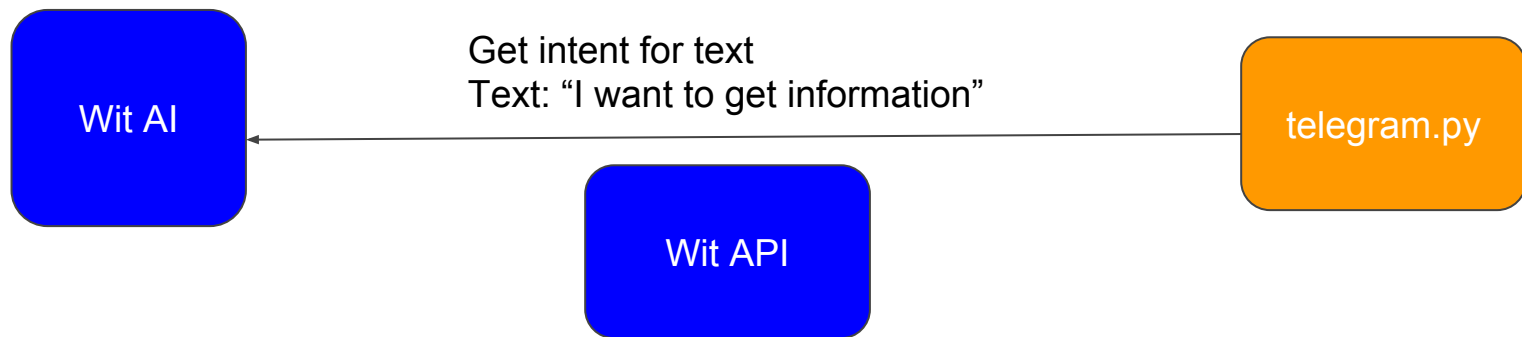 Get intent for text
Text: “I want to get information”
Wit AI
telegram.py
Wit API